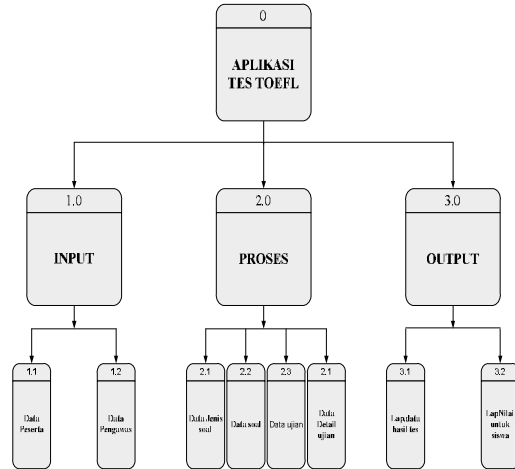 0
APLIKASI
TES TOEFL
1.0
INPUT
2.0
PROSES
3.0
OUTPUT
1.1
Data
Peserta
1.2
Data
Pengawas
2.1
Data Jenis
soal
2.2
Data soal
2.3
Data ujian
2.1
Data
Detail
ujian
3.1
Lap.data
hasil tes
3.2
LapNilai
untuk
siswa